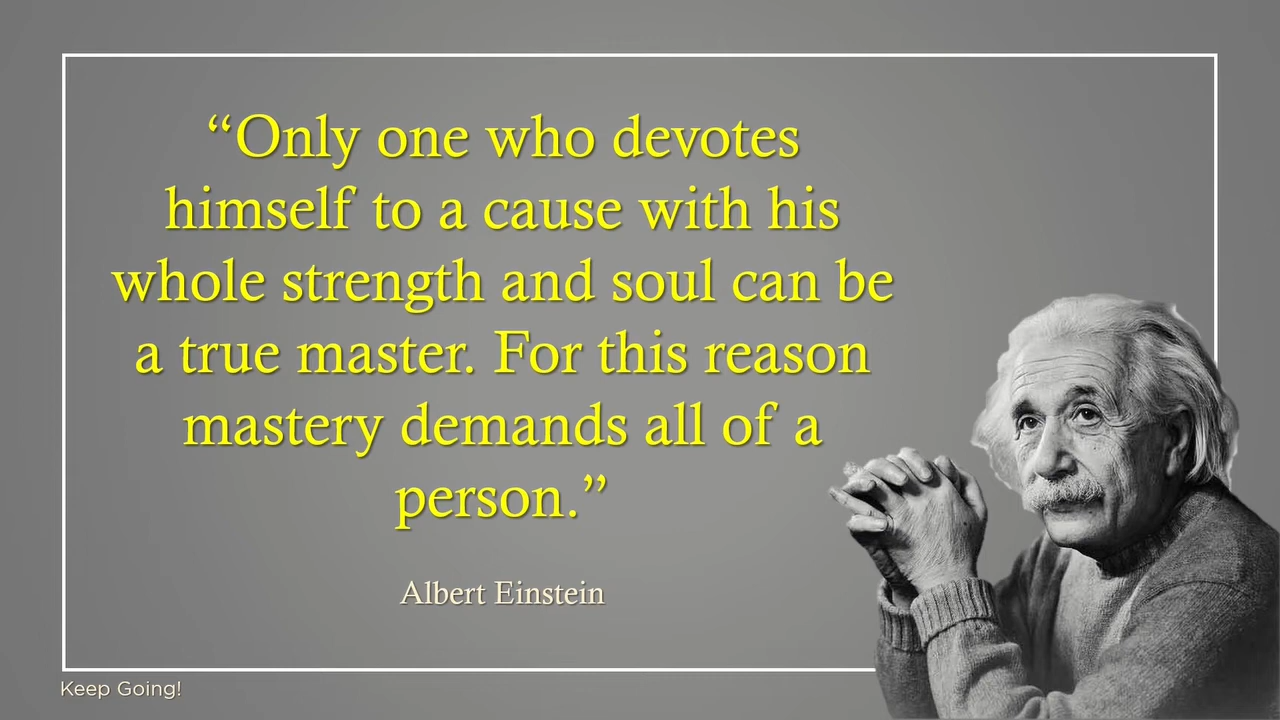 “Only one who devotes
himself to a cause with his
whole strength and soul can be
a true master. For this reason
mastery demands all of a
person.”
Albert Einstein
Keep Going!